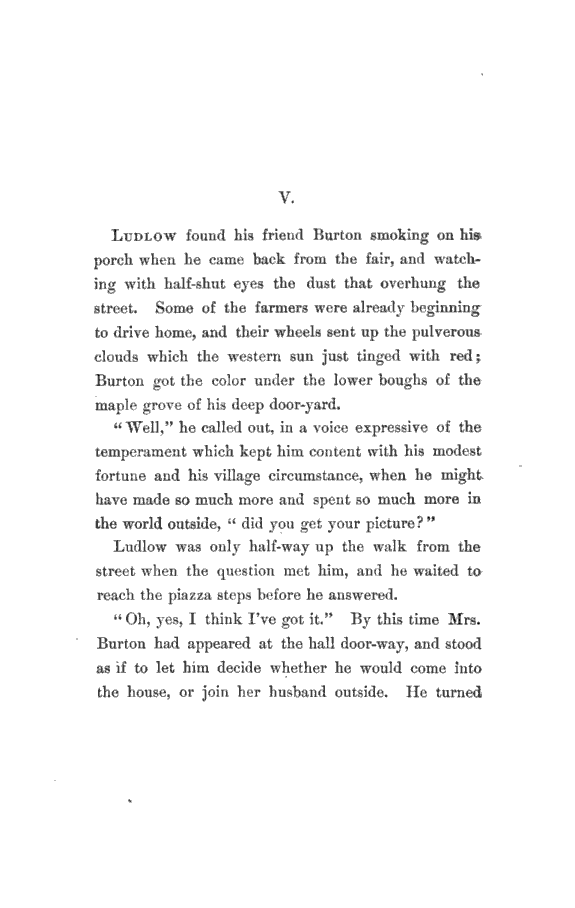 V.
Ludlow found his friend Burton smoking on his
porch when he came back from the fair, and watch-
ing with half-shut eyes the dust that overhung the
street. Some of the farmers were already beginning
to drive home, and their wheels sent up the pulverous
clouds which the western sun just tinged with red;
Burton got the color under the lower boughs of the
maple grove of his deep door-yard.
“Well,” he called out, in a voice expressive of the
temperament which kept him content with his modest
fortune and his village circumstance, when he might
have made so much more and spent so much more in
the world outside, “did you get your picture?”
Ludlow was only half-way up the walk from the
street when the question met him, and he waited to
reach the piazza steps before he answered.
“Oh, yes, I think I've got it.” By this time Mrs.
Burton had appeared at the hall door-way, and stood
as if to let him decide whether he would come into
the house, or join her husband outside. He turned